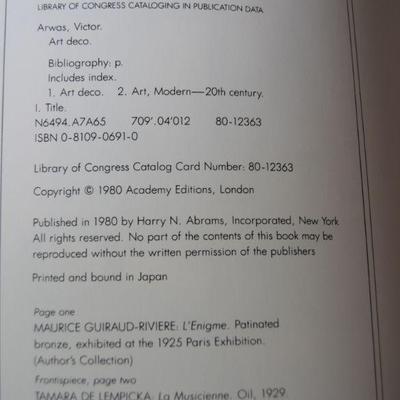 LIBRARY OF CONGRESS CATALOGING IN PUBLICATION DATA
Arwas, Victor.
Art deco.
Bibliography: p.
Includes index.
1. Art deco. 2. Art, Modern—20th century.
I. Title.
N6494.A7A65 709'.04'012 80-12363
ISBN 0-8109-0691-0
Library of Congress Catalog Card Number: 80-12363
Copyright © 1980 Academy Editions, London
Published in 1980 by Harry N. Abrams, Incorporated, New York
All rights reserved. No part of the contents of this book may be
reproduced without the written permission of the publishers
Printed and bound in Japan
Page one
MAURICE GUIRAUD-RIVIERE: L'Enigme. Patinated
bronze, exhibited at the 1925 Paris Exhibition.
(Author's Collection)
Frontispiece, page two
TAMARA DE LEMPICKA. La Musicienne. Oil, 1929.